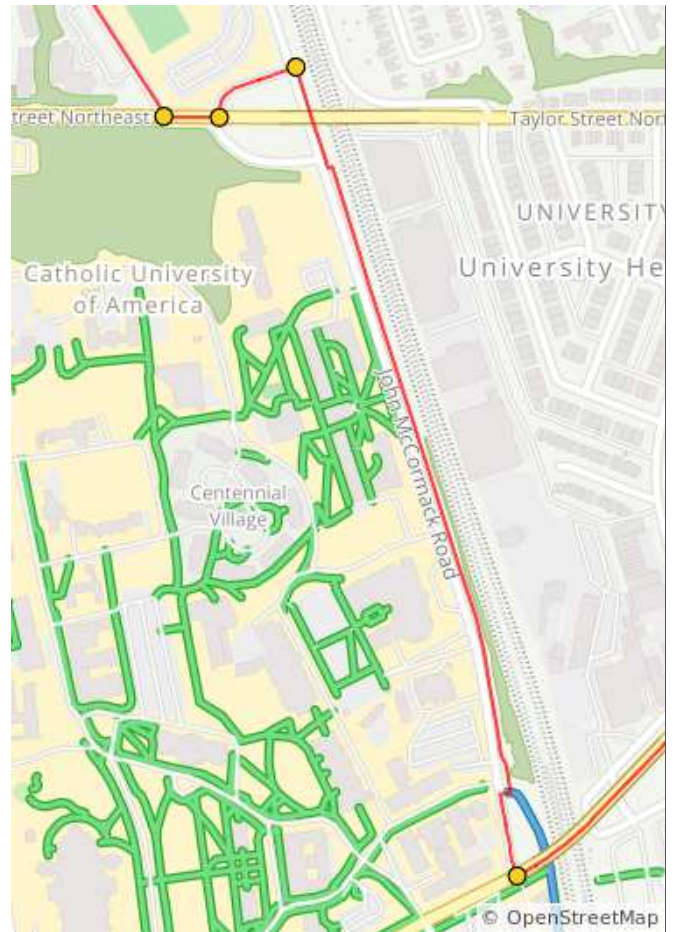 treet Northeast
Taylor Street Nor
UNIVERSITY
University He
Catholic University
of America
John McCormack Road
Centennial
Village
© OpenStreetMap